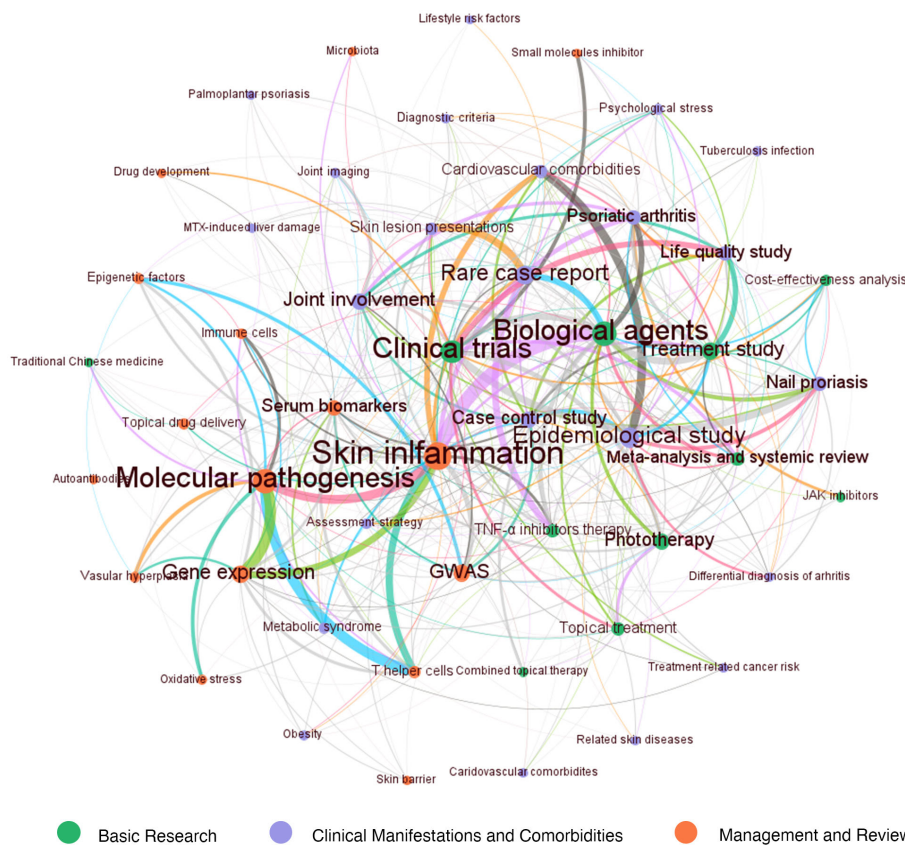 Lifestyle risk factors
Microbiota
Small molecules inhibitor
Palmoplantar psoriasis
Psychological stress
Diagnostic criteria
Tuberculosis infection
Drug development
Joint imaging
Cardiovascular comorbidities
Psoriatic arthritis
MTX-induced liver damage
Skin lesion presentations
Life quality study
Epigenetic factors
Rare case report
Cost-effectiveness analysis
Joint involvement
Immune cells
Biological agents
Clinical trials
Treatment study
Traditional Chinese medicine
Nail proriasis
Serum biomarkers
Topical drug delivery
Case control study
Epidemiological study
Skin inlfammation
Meta-analysis and systemic review
Autoantibodies
Molecular pathogenesis
JAK inhibitors
Assessment strategy
TNF-α inhibitors therapy
Phototherapy
Vasular hyperplasis
Gene expression
GWAS
Differential diagnosis of arhritis
Metabolic syndrome
Topical treatment
Oxidative stress
T helper cells
Combined topical therapy
Treatment related cancer risk
Obesity
Related skin diseases
Skin barrier
Caridovascular comorbidites
Basic Research
Clinical Manifestations and Comorbidities
Management and Review